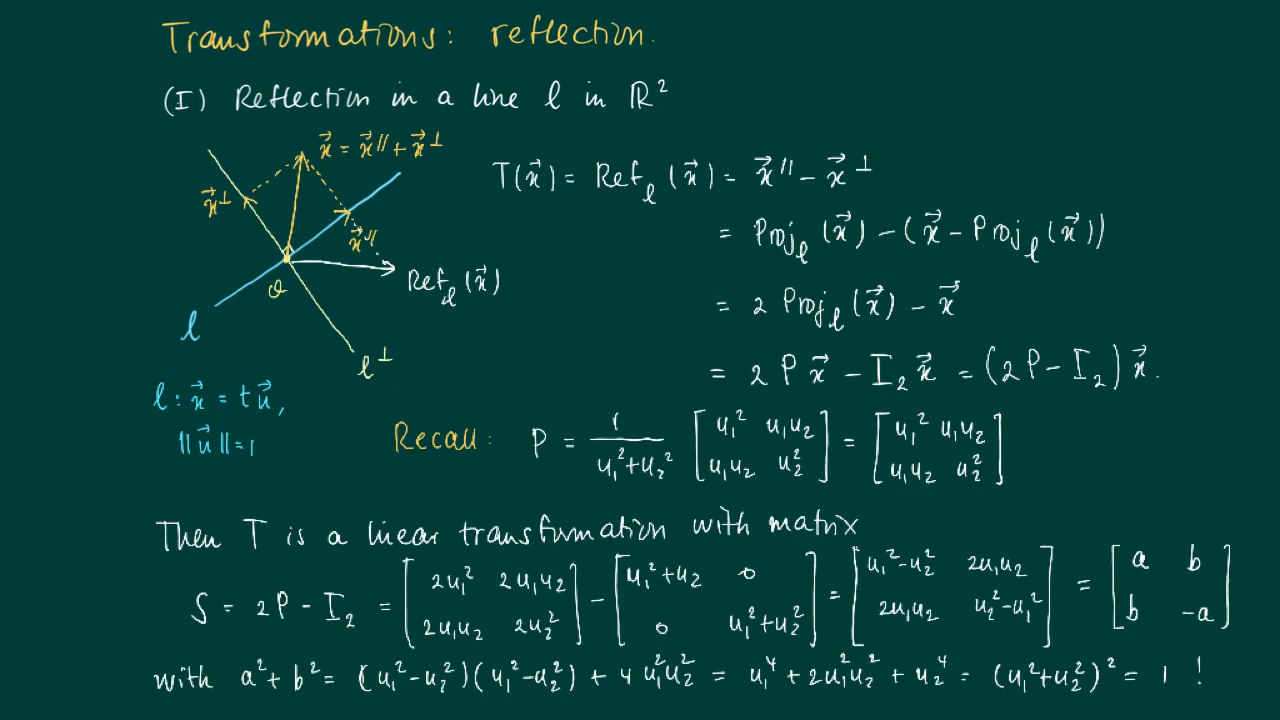 Transformations: reflection.
(I) Reflection in a line ℓ in ℝ²
x⃗ = x⃗∥ + x⃗⊥
x⃗⊥
x⃗∥
O
Ref_ℓ(x⃗)
ℓ
ℓ⊥
T(x⃗) = Ref_ℓ(x⃗) = x⃗∥ − x⃗⊥
= Proj_ℓ(x⃗) − (x⃗ − Proj_ℓ(x⃗))
= 2 Proj_ℓ(x⃗) − x⃗
= 2 P x⃗ − I₂ x⃗ = (2P − I₂) x⃗.
ℓ: x⃗ = t u⃗,
‖u⃗‖=1
Recall: P = 1/(u₁²+u₂²) [u₁² u₁u₂; u₁u₂ u₂²] = [u₁² u₁u₂; u₁u₂ u₂²]
Then T is a linear transformation with matrix
S = 2P − I₂ = [2u₁² 2u₁u₂; 2u₁u₂ 2u₂²] − [u₁²+u₂ 0; 0 u₁²+u₂²] = [u₁²−u₂² 2u₁u₂; 2u₁u₂ u₂²−u₁²] = [a b; b −a]
with a²+b² = (u₁²−u₂²)(u₁²−u₂²) + 4 u₁²u₂² = u₁⁴ + 2u₁²u₂² + u₂⁴ = (u₁²+u₂²)² = 1 !